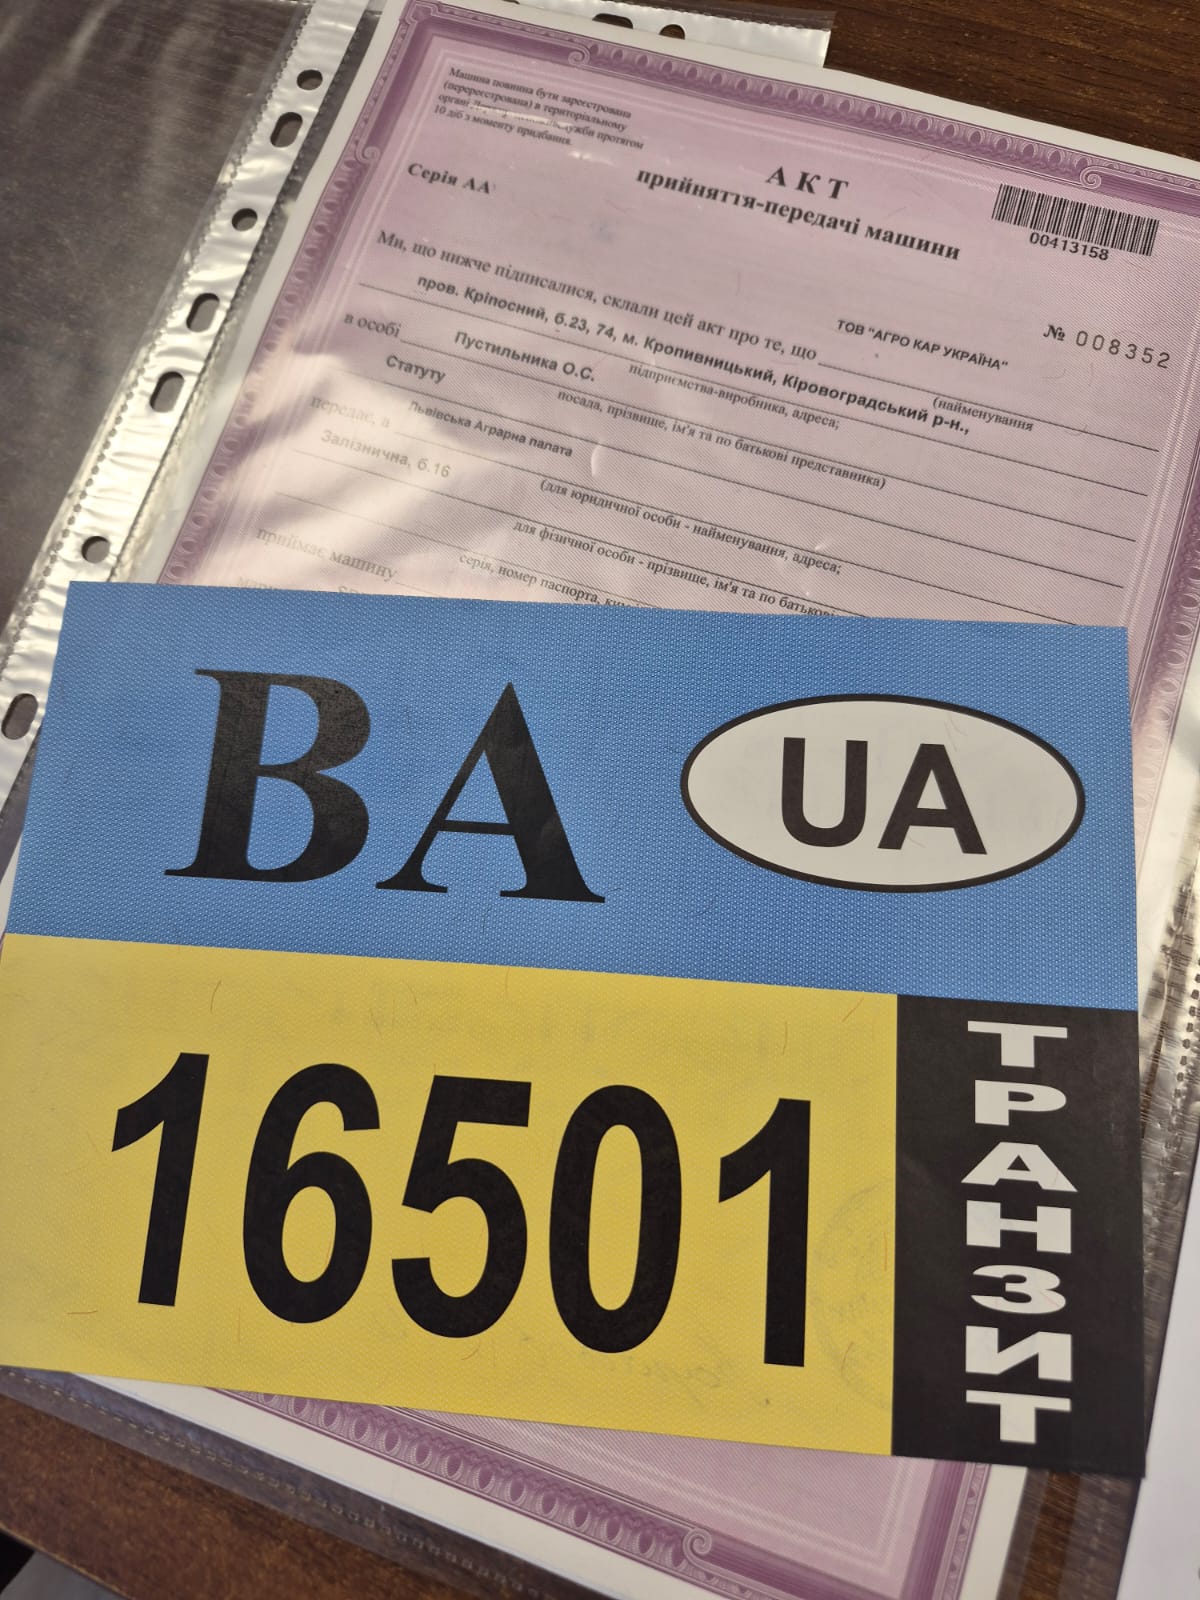 Машина повинна бути зареєстрована
(перереєстрована) в територіальному
органі протягом
10 діб з моменту придбання.
Серія АА
АКТ
прийняття-передачі машини
00413158
№ 008352
Ми, що нижче підписалися, склали цей акт про те, що ТОВ "АГРО КАР УКРАЇНА"
(найменування
пров. Кріпосний, б.23, 74, м. Кропивницький, Кіровоградський р-н.,
підприємства-виробника, адреса;
в особі Пустильника О.С.
посада, прізвище, ім'я та по батькові представника)
Статуту
передає, а Львівська Аграрна палата
(для юридичної особи - найменування, адреса;
Залізнична, б.16
для фізичної особи - прізвище, ім'я та по батькові
серія, номер паспорта,
приймає машину
ВА
UA
16501
ТРАНЗИТ